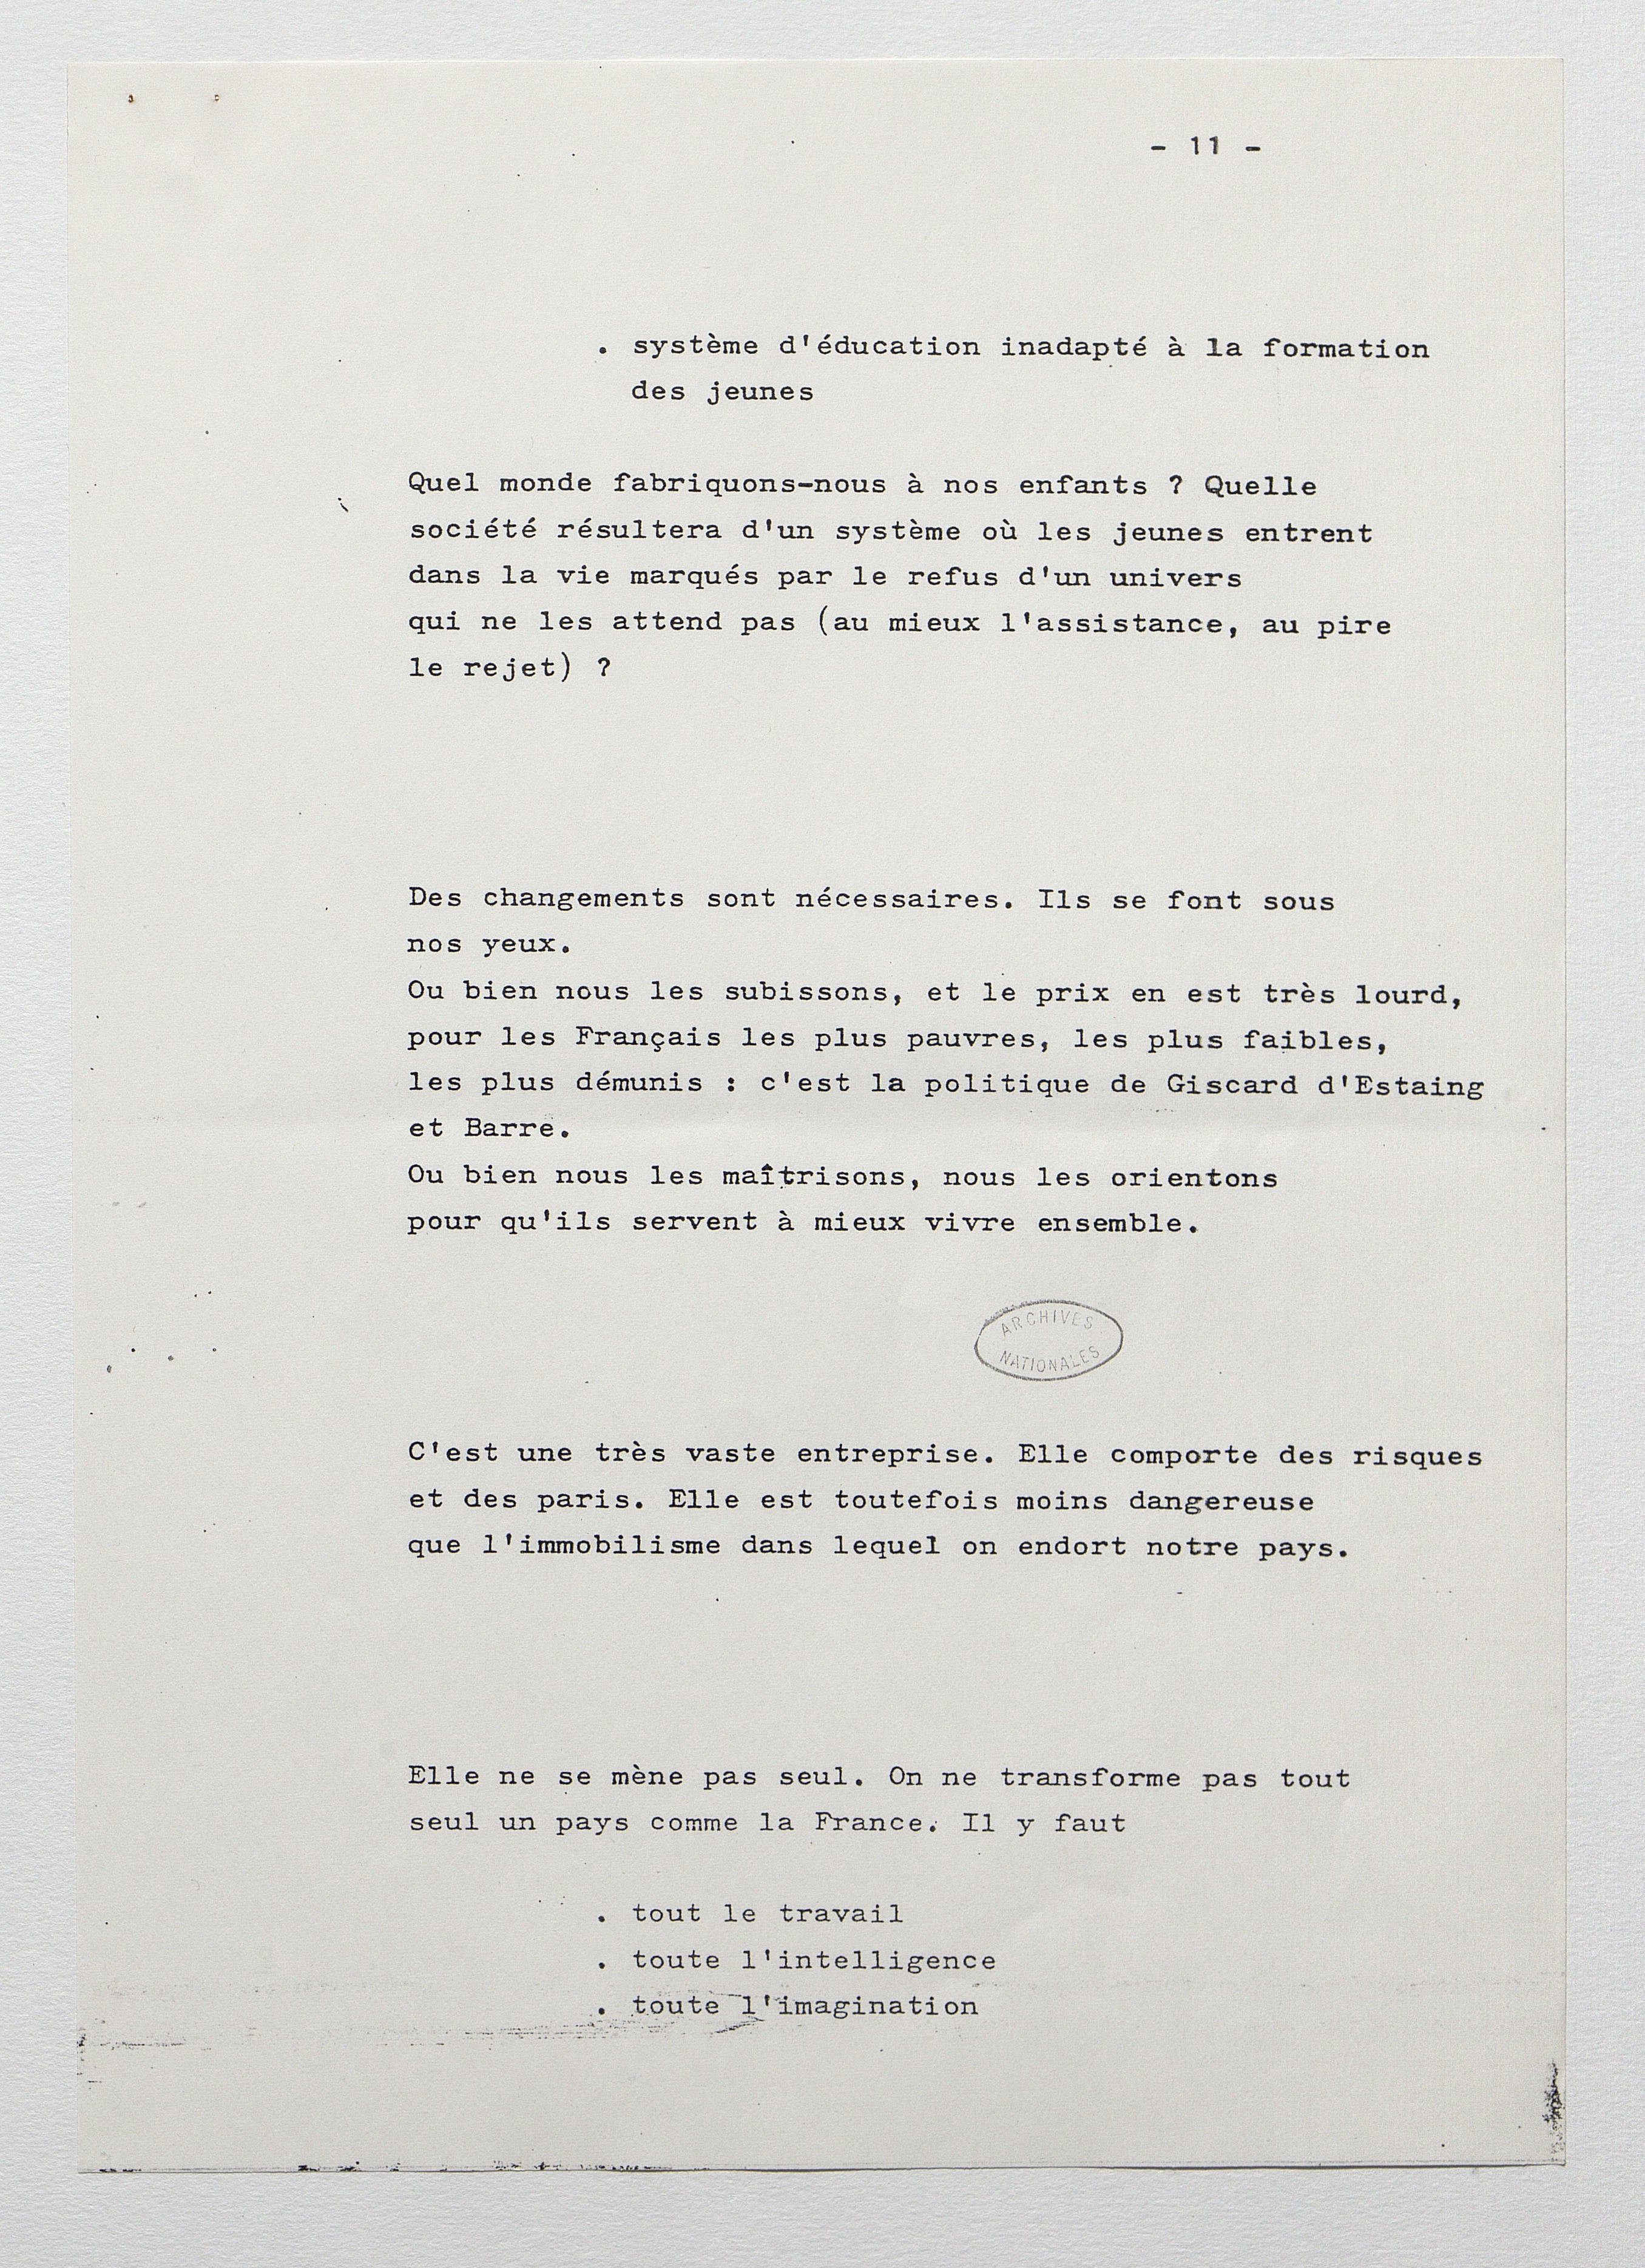 - 11 -
. système d'éducation inadapté à la formation
des jeunes
Quel monde fabriquons-nous à nos enfants ? Quelle
société résultera d'un système où les jeunes entrent
dans la vie marqués par le refus d'un univers
qui ne les attend pas (au mieux l'assistance, au pire
le rejet) ?
Des changements sont nécessaires. Ils se font sous
nos yeux.
Ou bien nous les subissons, et le prix en est très lourd,
pour les Français les plus pauvres, les plus faibles,
les plus démunis : c'est la politique de Giscard d'Estaing
et Barre.
Ou bien nous les maîtrisons, nous les orientons
pour qu'ils servent à mieux vivre ensemble.
ARCHIVES
NATIONALES
C'est une très vaste entreprise. Elle comporte des risques
et des paris. Elle est toutefois moins dangereuse
que l'immobilisme dans lequel on endort notre pays.
Elle ne se mène pas seul. On ne transforme pas tout
seul un pays comme la France. Il y faut
. tout le travail
. toute l'intelligence
. toute l'imagination